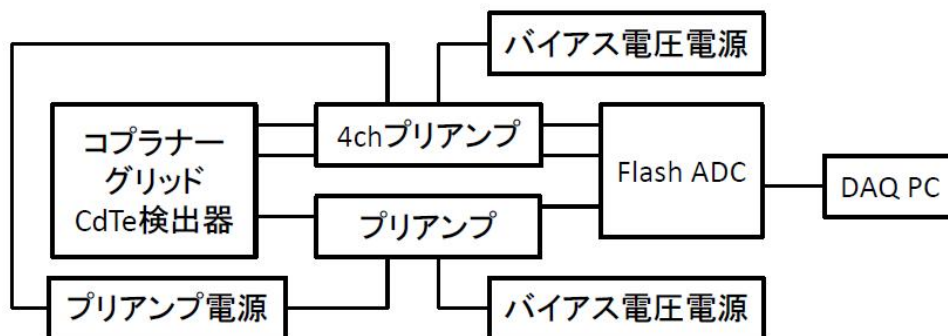 バイアス電圧電源
コプラナー
グリッド
CdTe検出器
4chプリアンプ
Flash ADC
DAQ PC
プリアンプ
プリアンプ電源
バイアス電圧電源